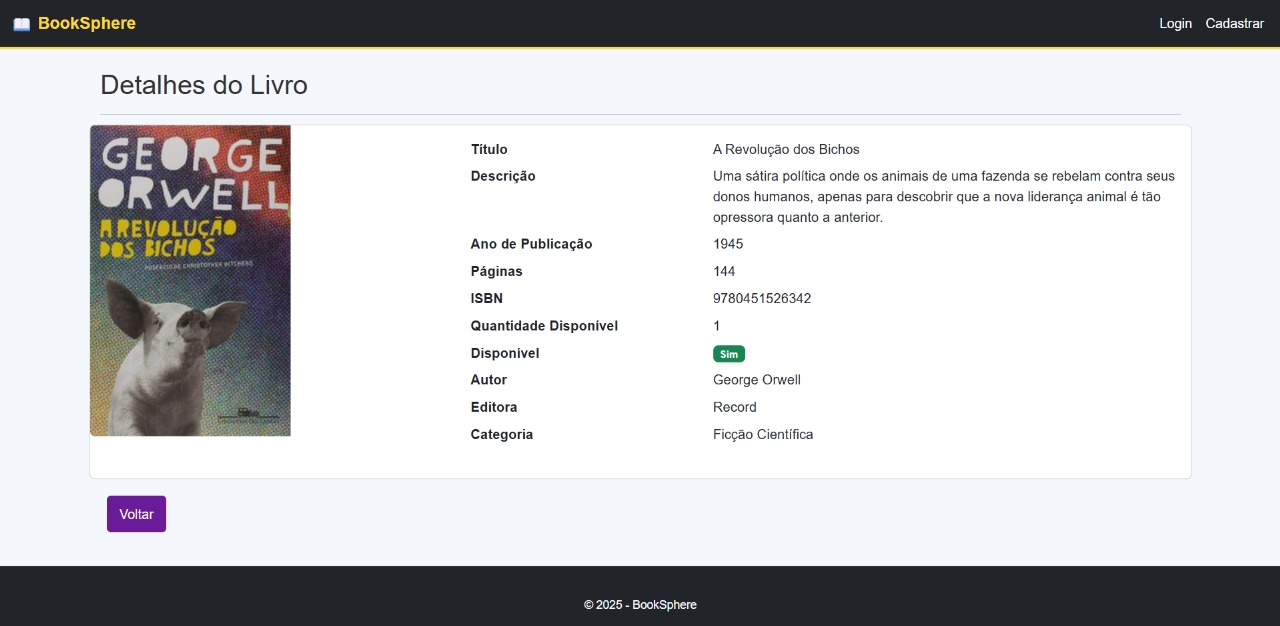 BookSphere
Login Cadastrar
Detalhes do Livro
GEORGE
ORWELL
A REVOLUÇÃO
DOS BICHOS
POSFÁCIO DE CHRISTOPHER HITCHENS
Título A Revolução dos Bichos
Descrição Uma sátira política onde os animais de uma fazenda se rebelam contra seus
donos humanos, apenas para descobrir que a nova liderança animal é tão
opressora quanto a anterior.
Ano de Publicação 1945
Páginas 144
ISBN 9780451526342
Quantidade Disponível 1
Disponível Sim
Autor George Orwell
Editora Record
Categoria Ficção Científica
Voltar
© 2025 - BookSphere